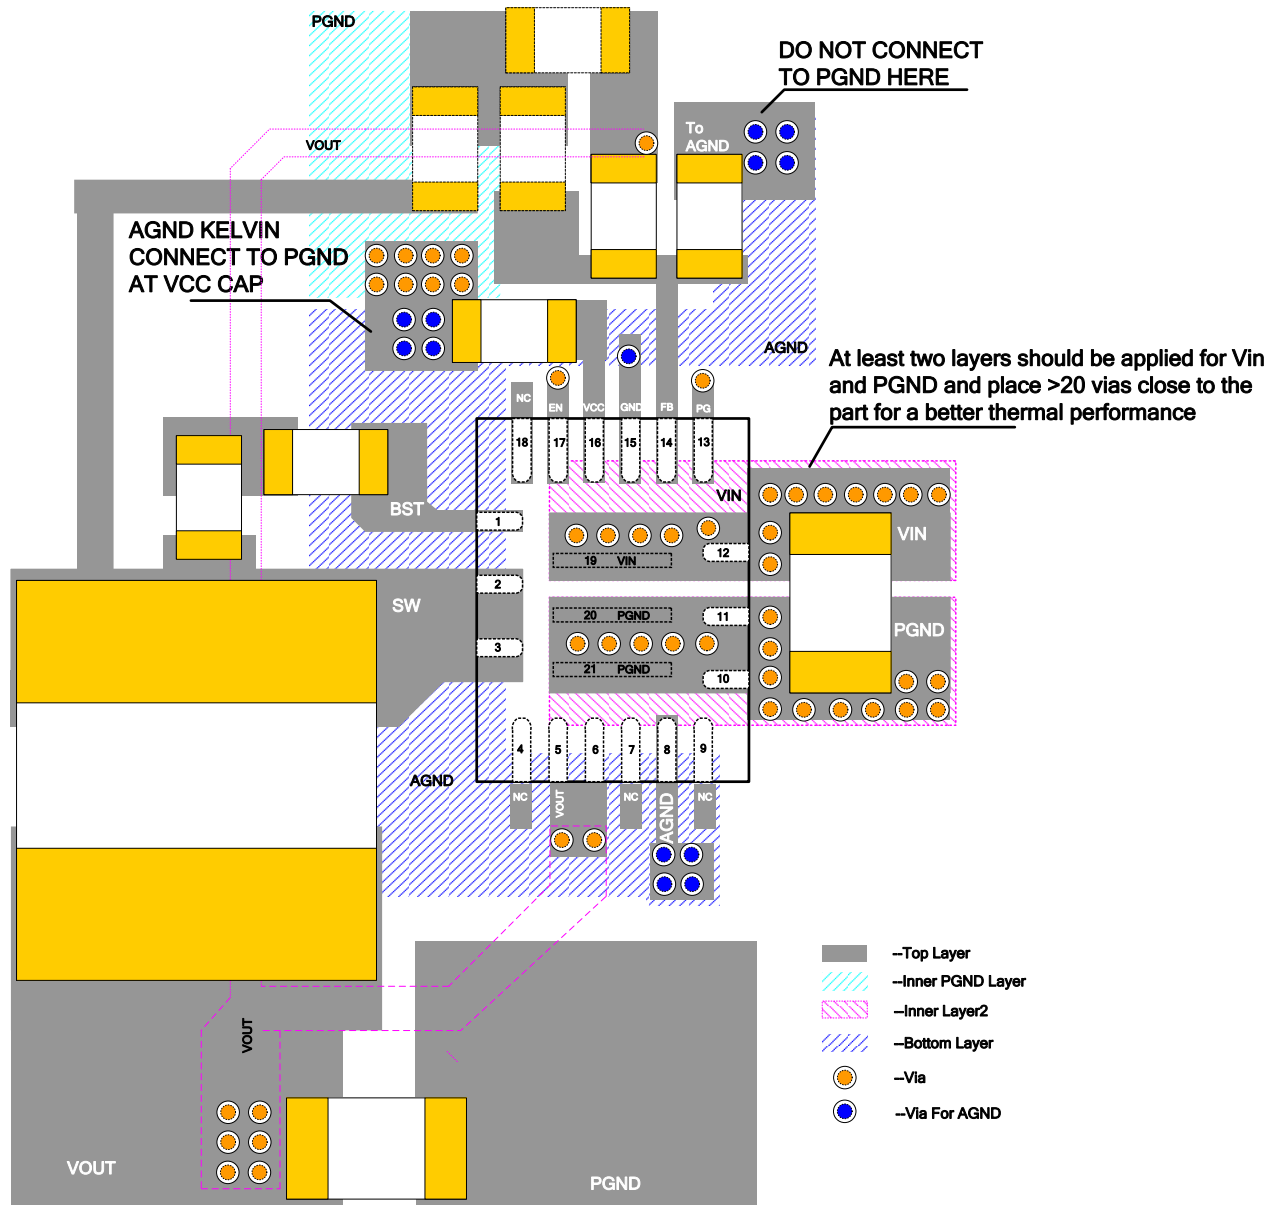 PGND
DO NOT CONNECT
TO PGND HERE
To
AGND
VOUT
AGND KELVIN
CONNECT TO PGND
AT VCC CAP
AGND
At least two layers should be applied for Vin
and PGND and place >20 vias close to the
part for a better thermal performance
NC
EN
VCC
GND
FB
PG
18
17
16
15
14
13
VIN
BST
1
VIN
12
19 VIN
2
SW
20 PGND
11
PGND
3
21 PGND
10
4
5
6
7
8
9
AGND
NC
VOUT
NC
AGND
NC
--Top Layer
--Inner PGND Layer
--Inner Layer2
--Bottom Layer
--Via
--Via For AGND
VOUT
VOUT
PGND